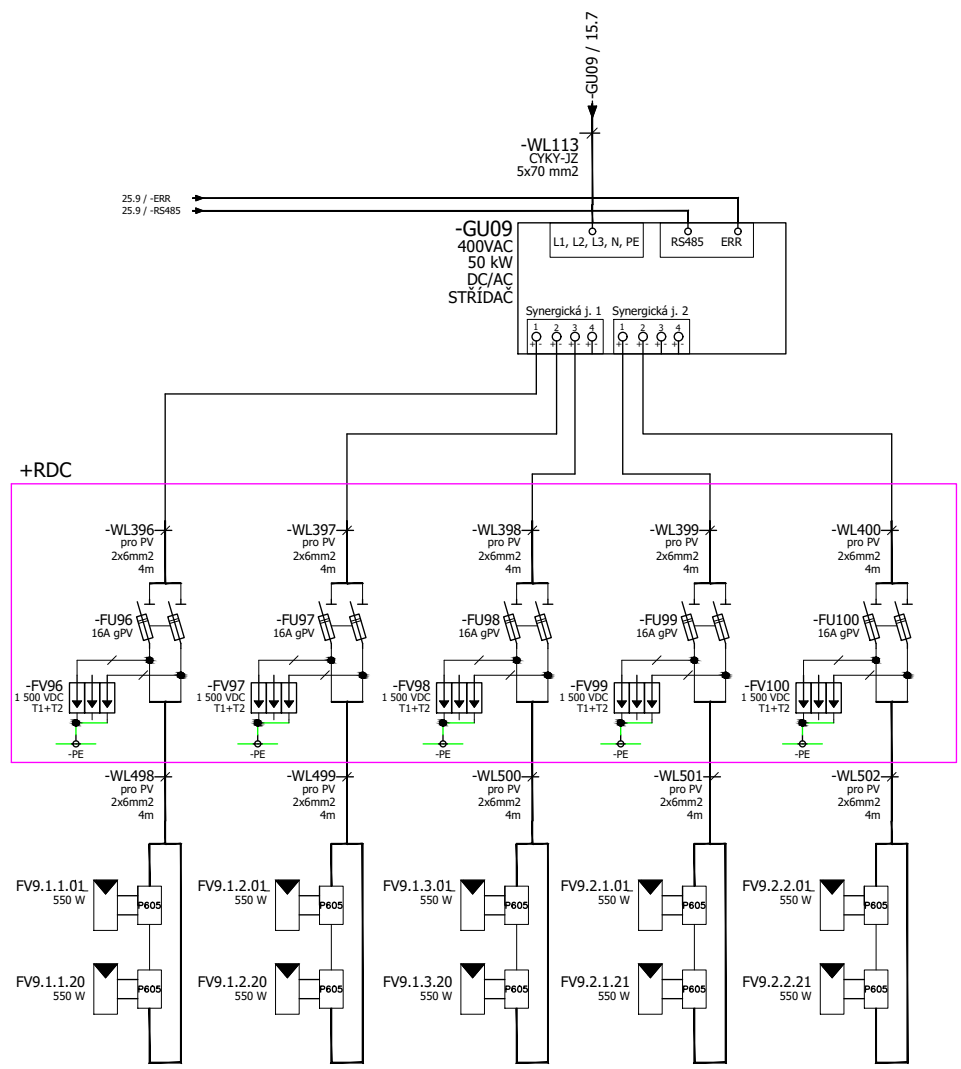 -GU09 / 15.7
-WL113
CYKY-JZ
5x70 mm2
25.9 / -ERR
25.9 / -RS485
-GU09
400VAC
50 kW
DC/AC
STŘÍDAČ
L1, L2, L3, N, PE
RS485 ERR
Synergická j. 1 Synergická j. 2
1 2 3 4 1 2 3 4
+ - + - + - + - + - + - + - + -
+RDC
-WL396 -WL397 -WL398 -WL399 -WL400
pro PV pro PV pro PV pro PV pro PV
2x6mm2 2x6mm2 2x6mm2 2x6mm2 2x6mm2
4m 4m 4m 4m 4m
-FU96 -FU97 -FU98 -FU99 -FU100
16A gPV 16A gPV 16A gPV 16A gPV 16A gPV
-FV96 -FV97 -FV98 -FV99 -FV100
1 500 VDC 1 500 VDC 1 500 VDC 1 500 VDC 1 500 VDC
T1+T2 T1+T2 T1+T2 T1+T2 T1+T2
-PE -PE -PE -PE -PE
-WL498 -WL499 -WL500 -WL501 -WL502
pro PV pro PV pro PV pro PV pro PV
2x6mm2 2x6mm2 2x6mm2 2x6mm2 2x6mm2
4m 4m 4m 4m 4m
FV9.1.1.01 FV9.1.2.01 FV9.1.3.01 FV9.2.1.01 FV9.2.2.01
550 W 550 W 550 W 550 W 550 W
P605 P605 P605 P605 P605
FV9.1.1.20 FV9.1.2.20 FV9.1.3.20 FV9.2.1.21 FV9.2.2.21
550 W 550 W 550 W 550 W 550 W
P605 P605 P605 P605 P605